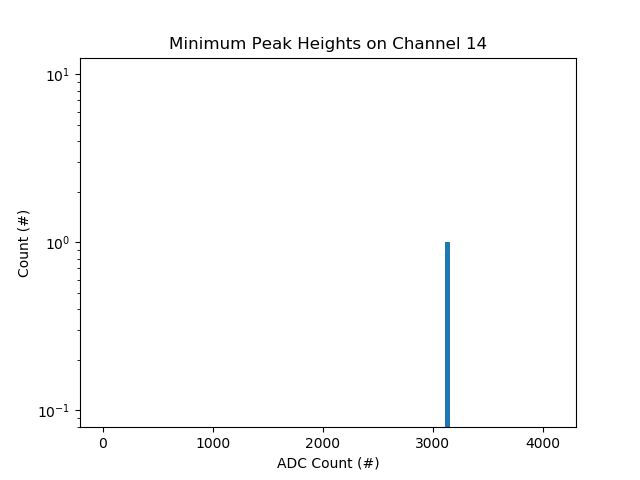 Minimum Peak Heights on Channel 14
10¹
10⁰
10⁻¹
Count (#)
0 1000 2000 3000 4000
ADC Count (#)